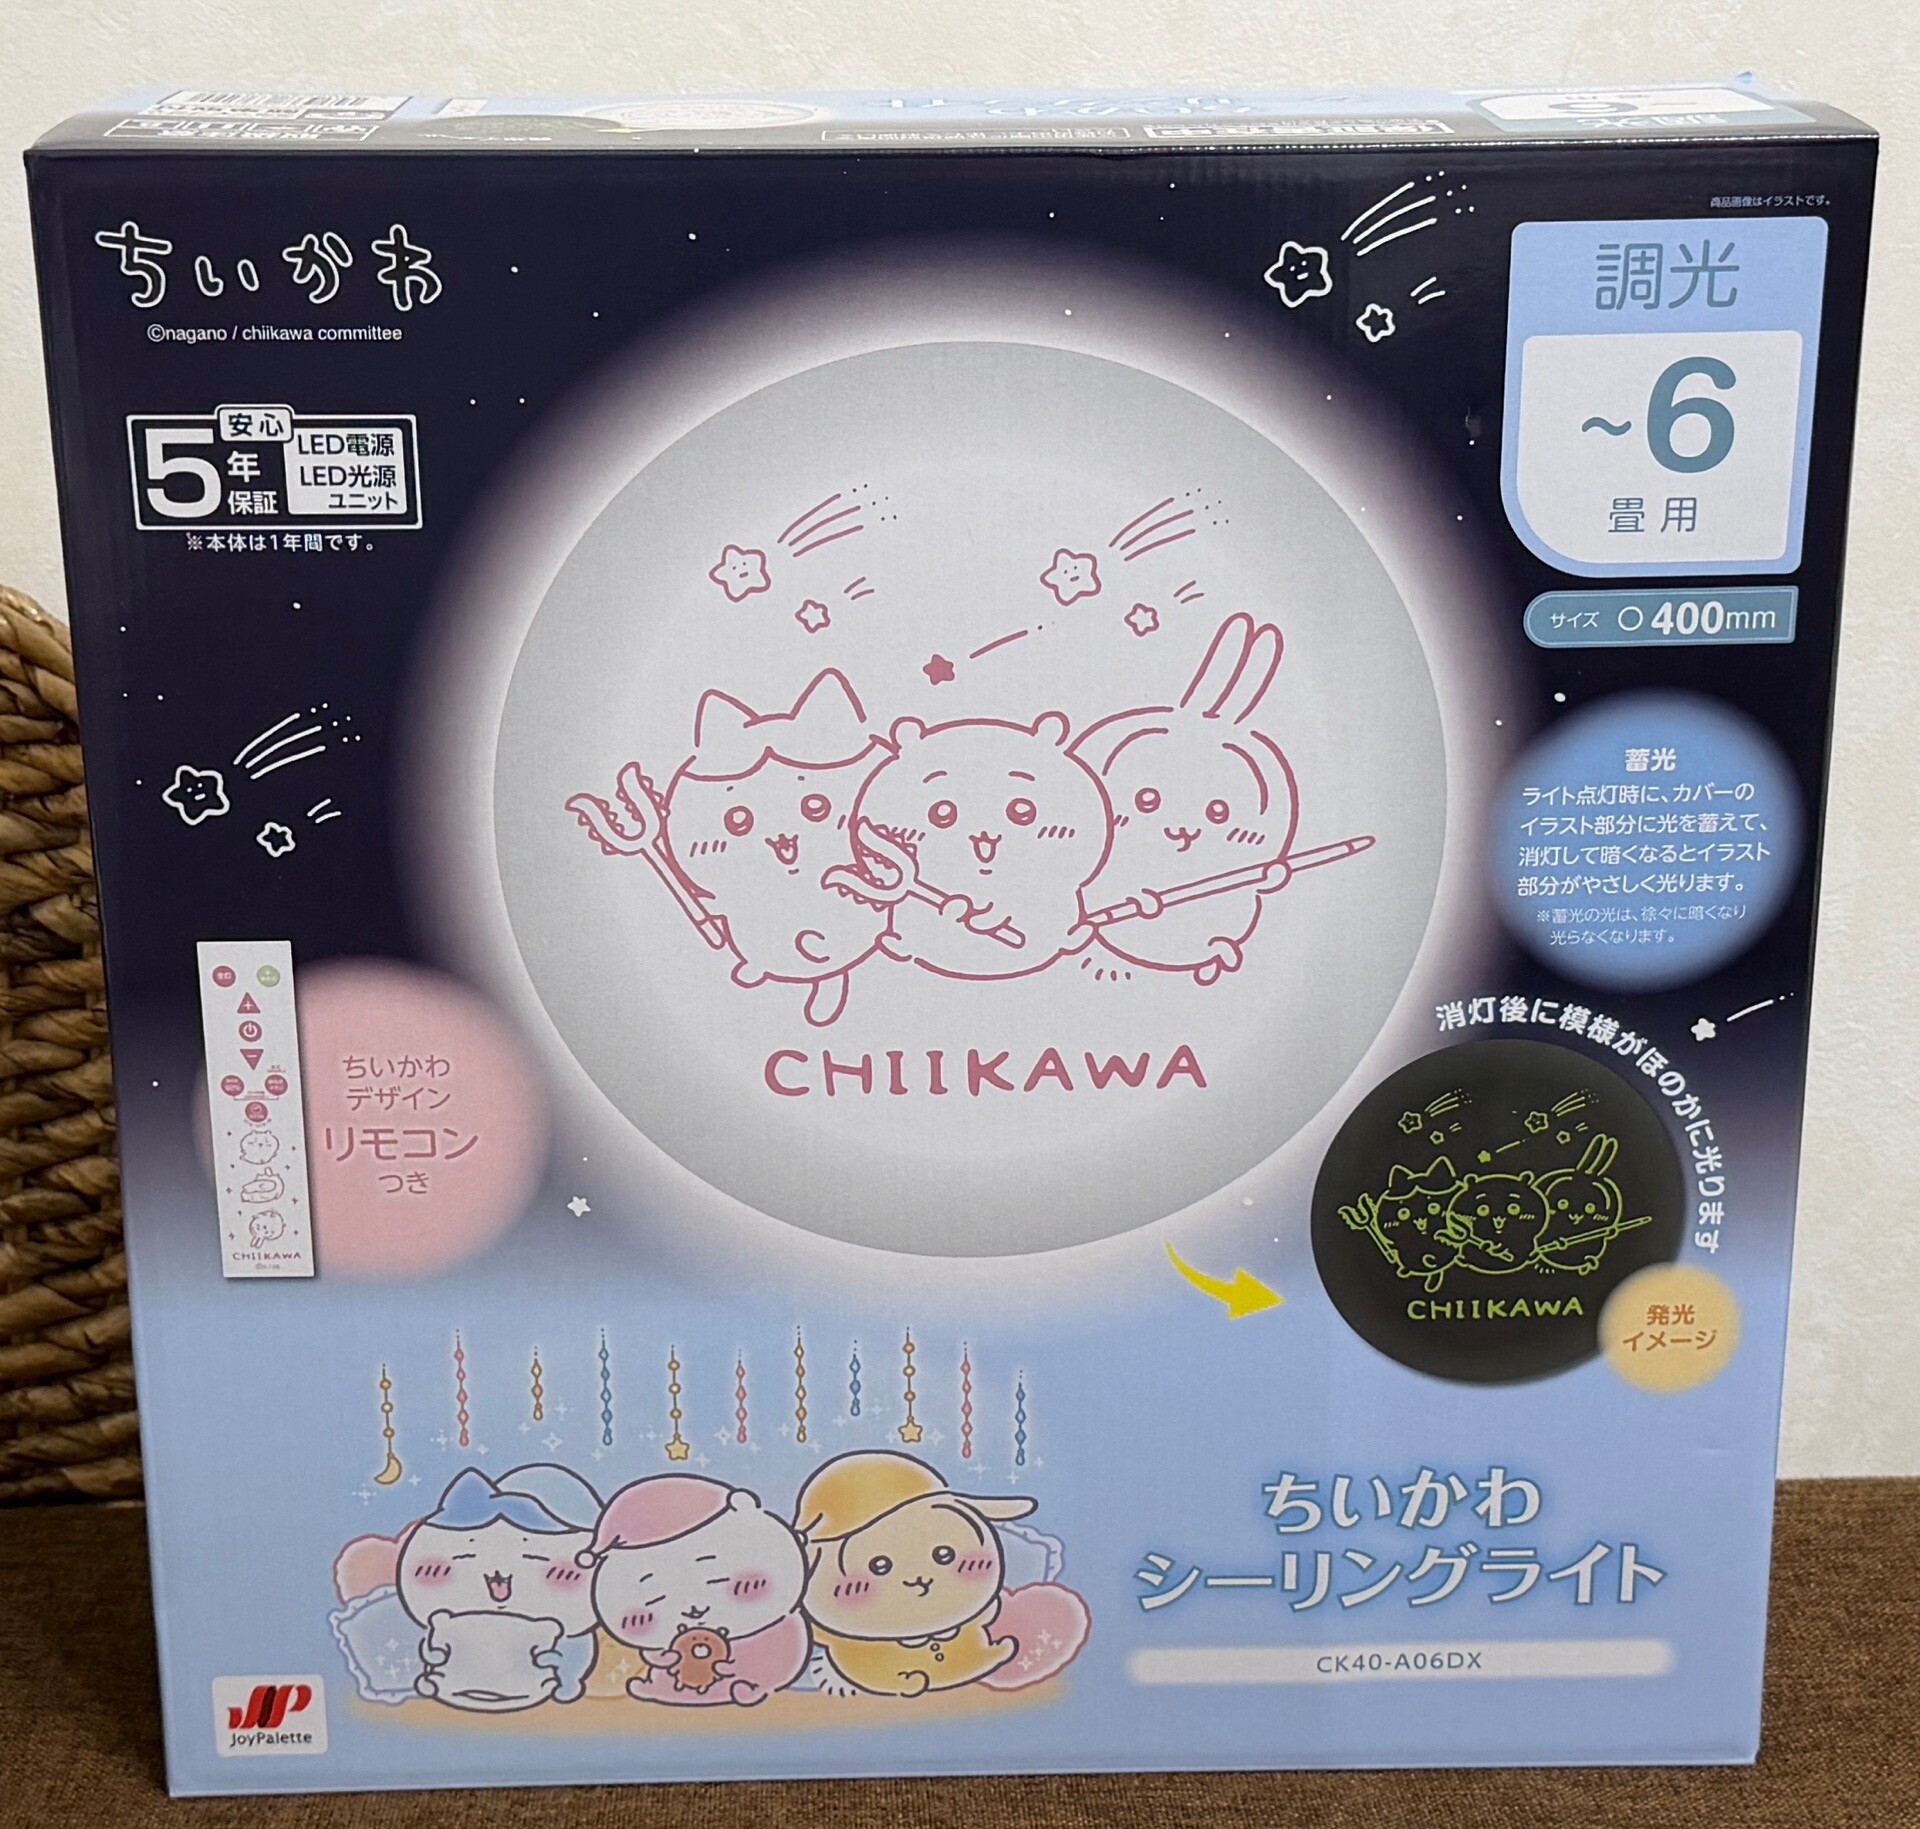 ちいかわ
©nagano / chiikawa committee
安心
5年保証
LED電源
LED光源
ユニット
※本体は1年間です。
商品画像はイラストです。
調光
~6
畳用
サイズ ○ 400mm
蓄光
ライト点灯時に、カバーの
イラスト部分に光を蓄えて、
消灯して暗くなるとイラスト
部分がやさしく光ります。
※蓄光の光は、徐々に暗くなり
光らなくなります。
CHIIKAWA
ちいかわ
デザイン
リモコン
つき
CHIIKAWA
消灯後に模様がほのかに光ります
CHIIKAWA
発光
イメージ
ちいかわ
シーリングライト
CK40-A06DX
JoyPalette